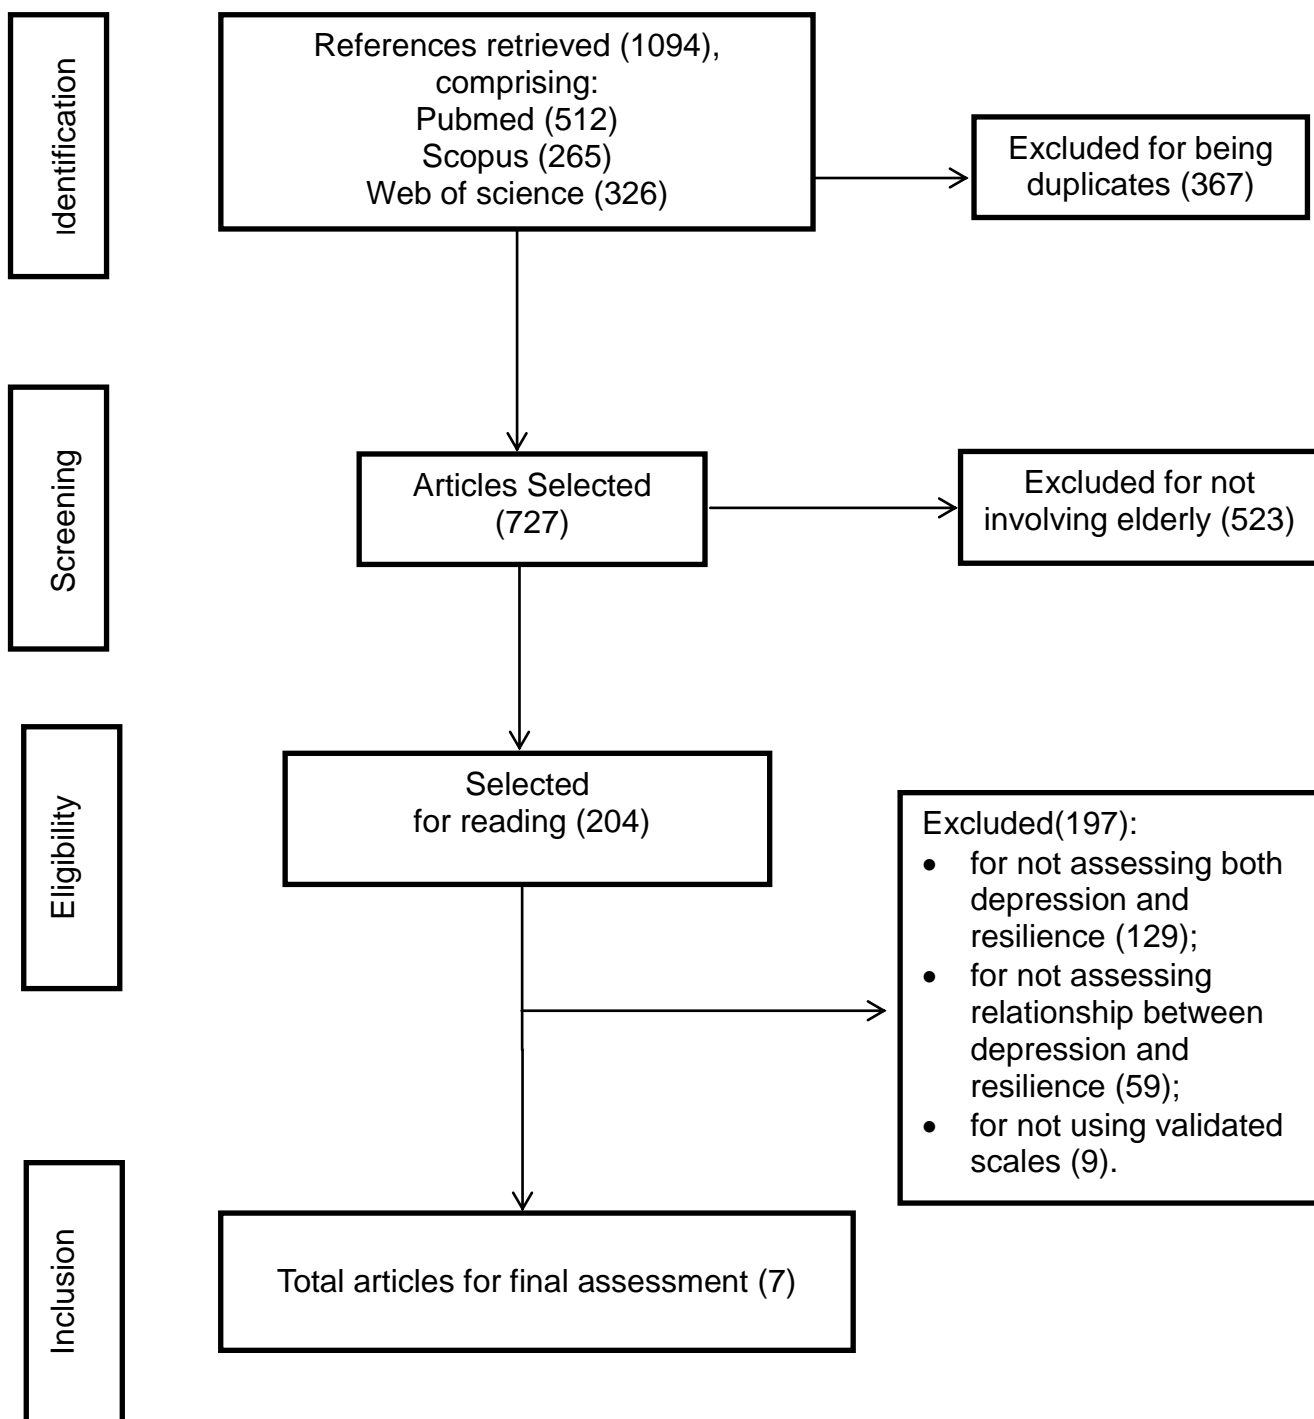 Identification
References retrieved (1094),
comprising:
Pubmed (512)
Scopus (265)
Web of science (326)
Excluded for being
duplicates (367)
Screening
Articles Selected
(727)
Excluded for not
involving elderly (523)
Eligibility
Selected
for reading (204)
Excluded(197):
• for not assessing both
depression and
resilience (129);
• for not assessing
relationship between
depression and
resilience (59);
• for not using validated
scales (9).
Inclusion
Total articles for final assessment (7)